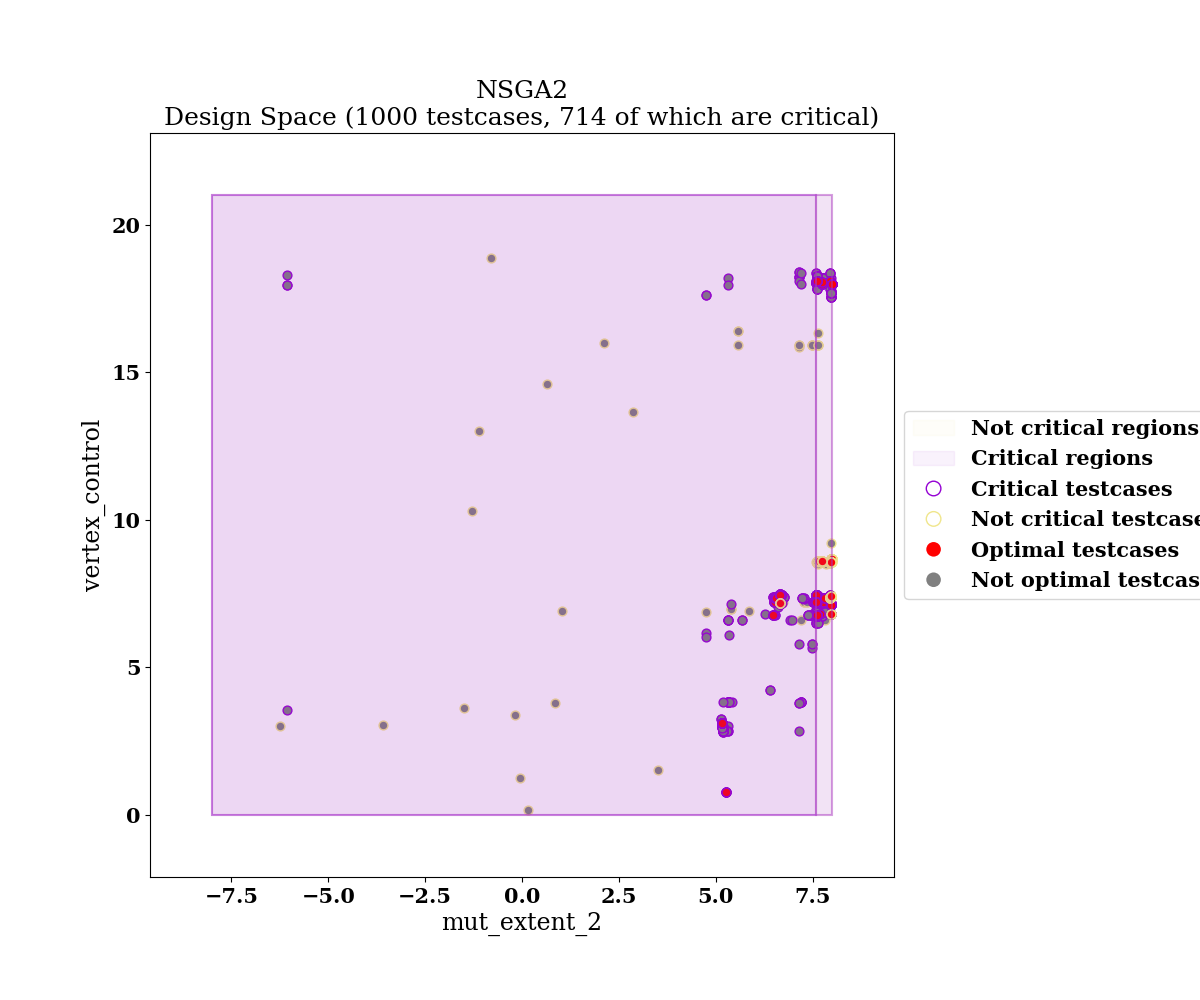 NSGA2
Design Space (1000 testcases, 714 of which are critical)
20
15
10
5
0
vertex_control
−7.5 −5.0 −2.5 0.0 2.5 5.0 7.5
mut_extent_2
Not critical regions
Critical regions
Critical testcases
Not critical testcase
Optimal testcases
Not optimal testcas